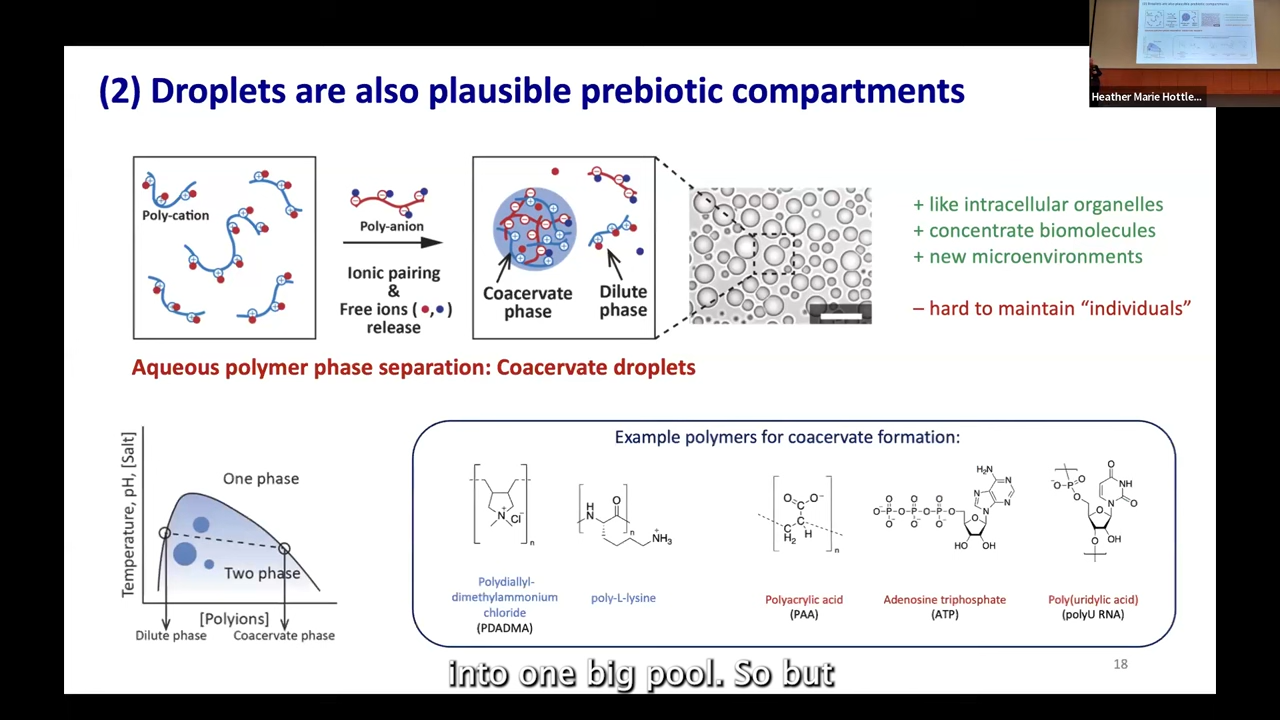 (2) Droplets are also plausible prebiotic compartments
Heather Marie Hottle...
Poly-cation
Poly-anion
Ionic pairing
&
Free ions ( , )
release
Coacervate
phase
Dilute
phase
+ like intracellular organelles
+ concentrate biomolecules
+ new microenvironments
– hard to maintain “individuals”
Aqueous polymer phase separation: Coacervate droplets
Temperature, pH, [Salt]
One phase
Two phase
[Polyions]
Dilute phase
Coacervate phase
Example polymers for coacervate formation:
Polydiallyl-
dimethylammonium
chloride
(PDADMA)
poly-L-lysine
Polyacrylic acid
(PAA)
Adenosine triphosphate
(ATP)
Poly(uridylic acid)
(polyU RNA)
18
into one big pool. So but